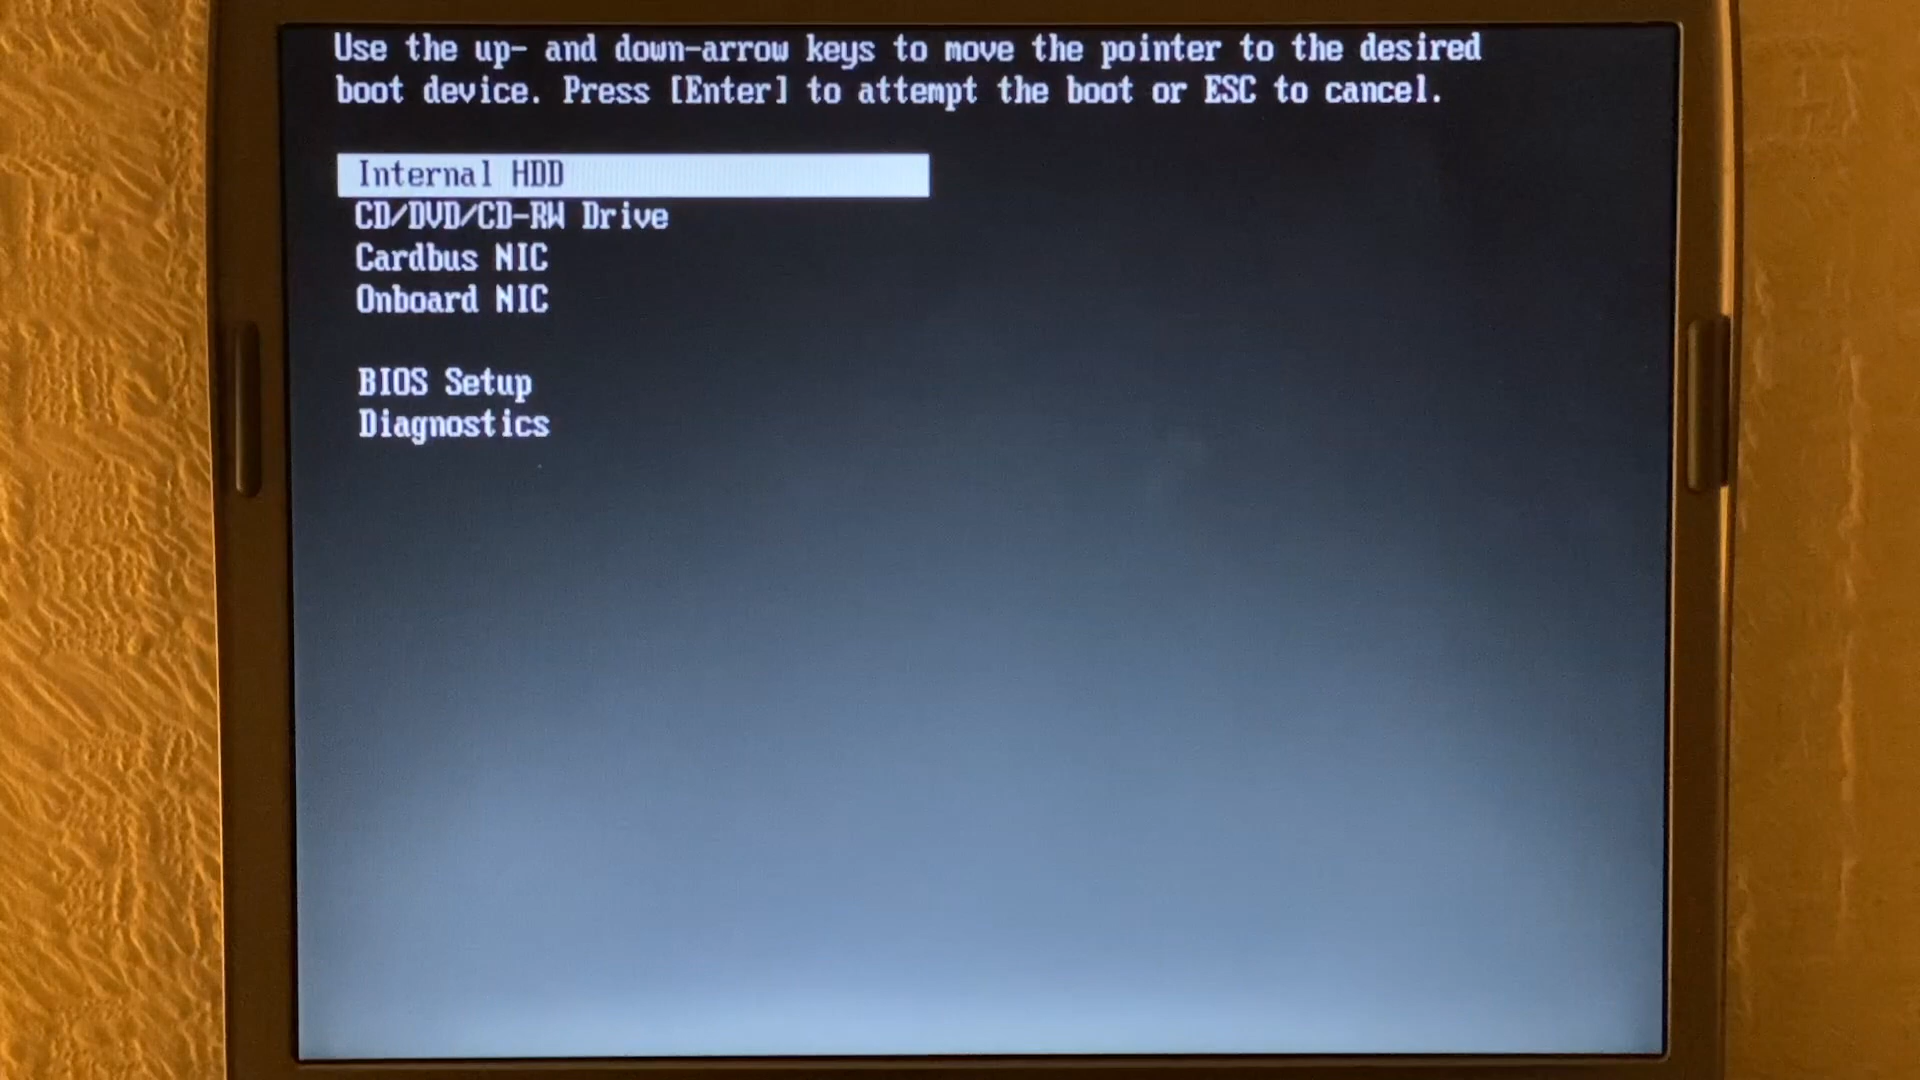 Use the up- and down-arrow keys to move the pointer to the desired
boot device. Press [Enter] to attempt the boot or ESC to cancel.
Internal HDD
CD/DVD/CD-RW Drive
Cardbus NIC
Onboard NIC
BIOS Setup
Diagnostics